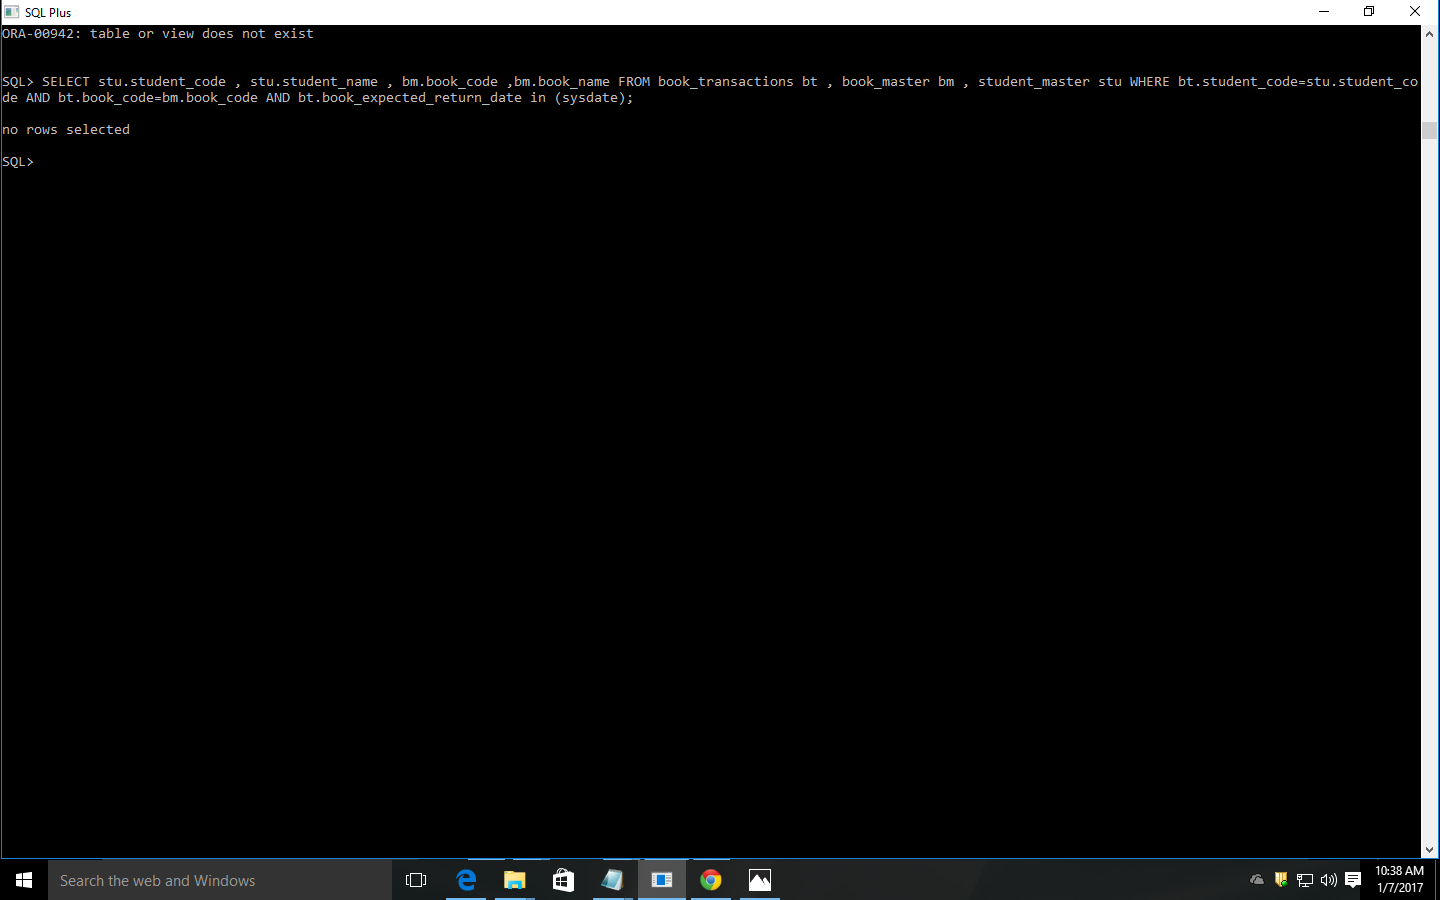 SQL Plus
ORA-00942: table or view does not exist
SQL> SELECT stu.student_code , stu.student_name , bm.book_code ,bm.book_name FROM book_transactions bt , book_master bm , student_master stu WHERE bt.student_code=stu.student_co
de AND bt.book_code=bm.book_code AND bt.book_expected_return_date in (sysdate);
no rows selected
SQL>
Search the web and Windows
10:38 AM
1/7/2017